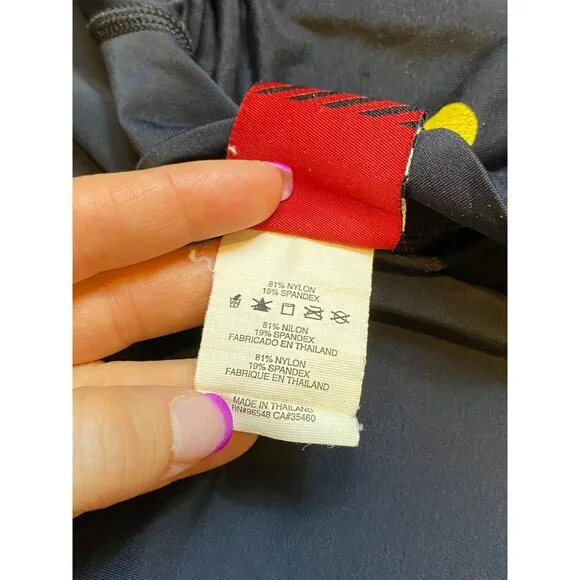 81% NYLON
19% SPANDEX
81% NILON
19% SPANDEX
FABRICADO EN THAILAND
81% NYLON
19% SPANDEX
FABRIQUE EN THAILAND
MADE IN THAILAND
RN#96548 CA#35460